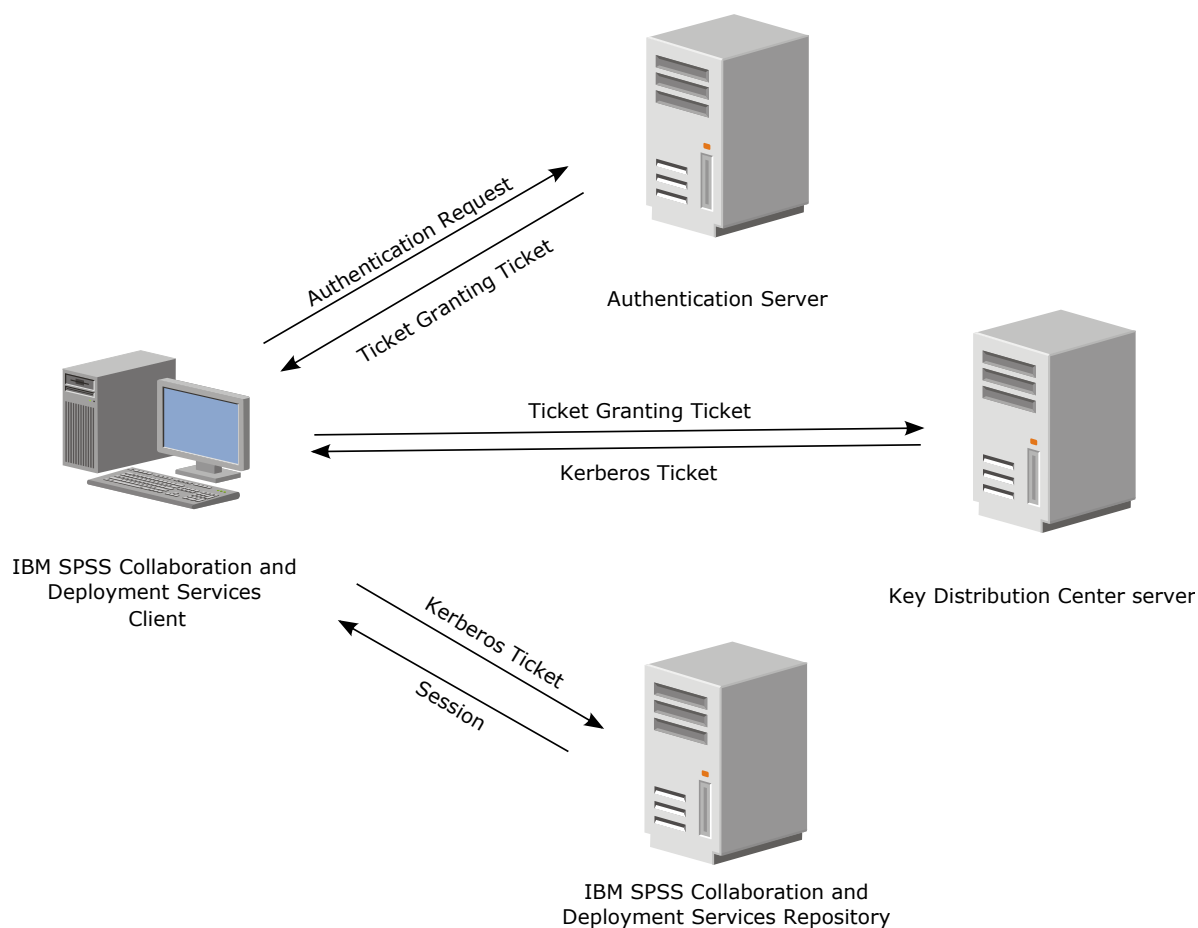 Authentication Request
Ticket Granting Ticket
Authentication Server
Ticket Granting Ticket
Kerberos Ticket
IBM SPSS Collaboration and
Deployment Services
Client
Key Distribution Center server
Kerberos Ticket
Session
IBM SPSS Collaboration and
Deployment Services Repository